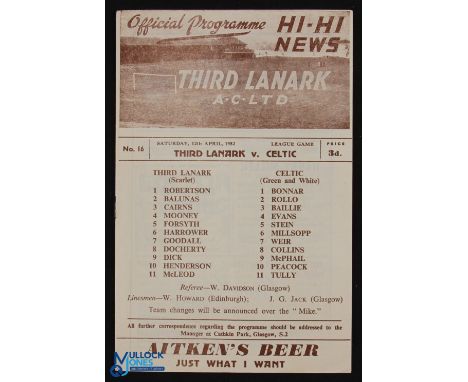 Official Programme
HI-HI
NEWS
THIRD LANARK
A·C·LTD
No. 16
SATURDAY, 12th APRIL, 1952
LEAGUE GAME
THIRD LANARK v. CELTIC
PRICE
3d.
THIRD LANARK
(Scarlet)
1 ROBERTSON
2 BALUNAS
3 CAIRNS
4 MOONEY
5 FORSYTH
6 HARROWER
7 GOODALL
8 DOCHERTY
9 DICK
10 HENDERSON
11 McLEOD
CELTIC
(Green and White)
1 BONNAR
2 ROLLO
3 BAILLIE
4 EVANS
5 STEIN
6 MILLSOPP
7 WEIR
8 COLLINS
9 McPHAIL
10 PEACOCK
11 TULLY
Referee—W. DAVIDSON (Glasgow)
Linesmen—W. HOWARD (Edinburgh); J. G. JACK (Glasgow)
Team changes will be announced over the "Mike."
All further correspondence regarding the programme should be addressed to the
Manager at Cathkin Park, Glasgow, S.2
AITKEN'S BEER
JUST WHAT I WANT
MULLOCK
JONES